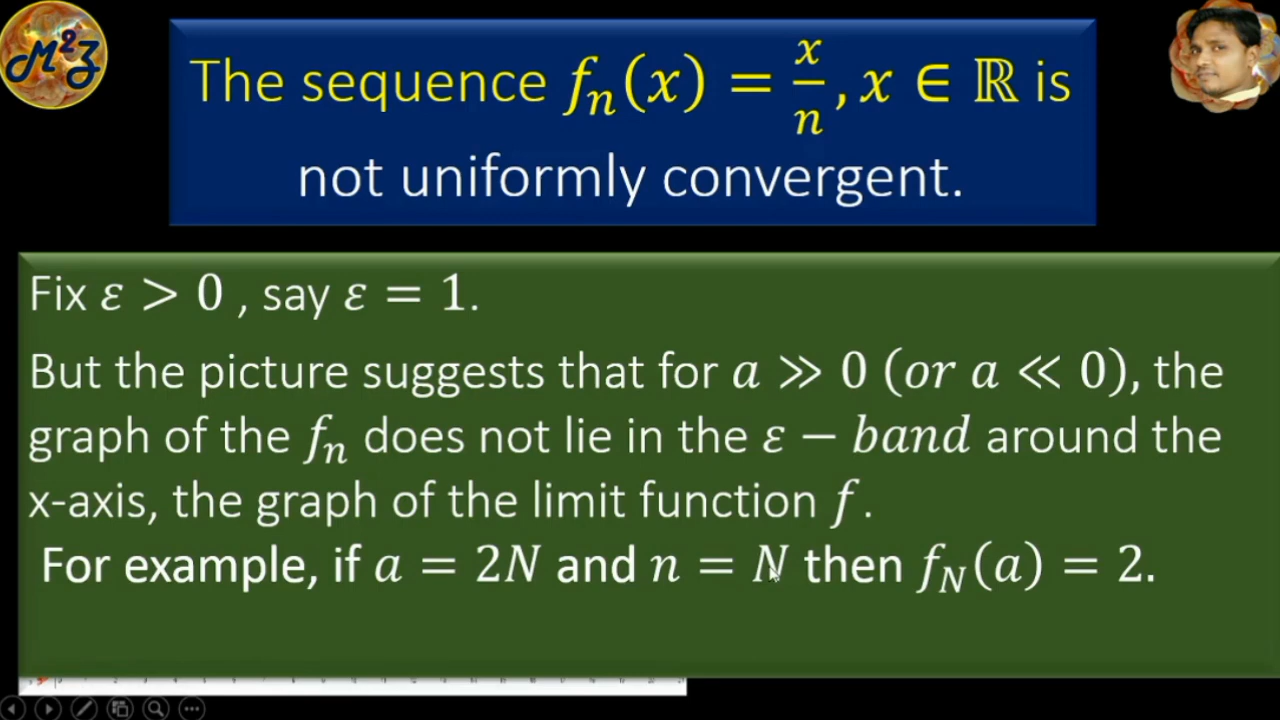 M²Z
The sequence fₙ(x) = x/n, x ∈ ℝ is
not uniformly convergent.
Fix ε > 0 , say ε = 1.
But the picture suggests that for a ≫ 0 (or a ≪ 0), the
graph of the fₙ does not lie in the ε − band around the
x-axis, the graph of the limit function f .
For example, if a = 2N and n = N then f_N(a) = 2.